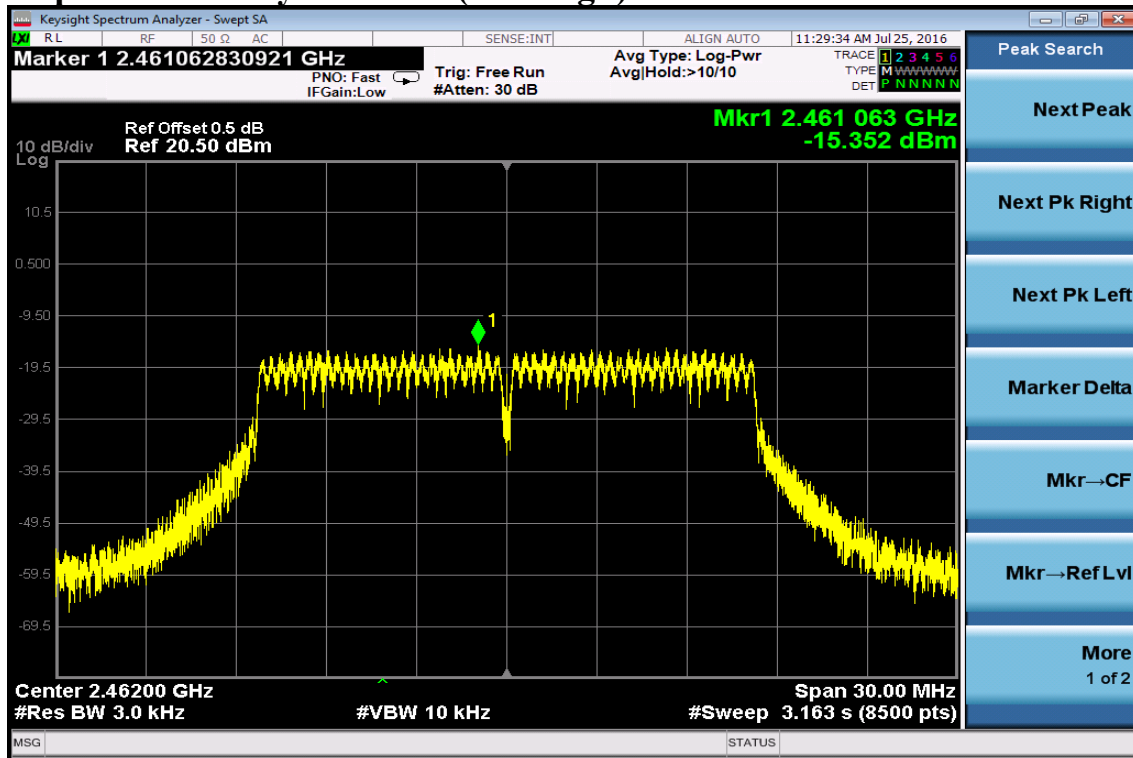 Keysight Spectrum Analyzer - Swept SA
LXI RL RF 50 Ω AC SENSE:INT ALIGN AUTO 11:29:34 AM Jul 25, 2016
Marker 1 2.461062830921 GHz
PNO: Fast
IFGain:Low
Trig: Free Run
#Atten: 30 dB
Avg Type: Log-Pwr
Avg|Hold:>10/10
TRACE 1 2 3 4 5 6
TYPE M WWWWW
DET P N N N N N
Mkr1 2.461 063 GHz
-15.352 dBm
Ref Offset 0.5 dB
10 dB/div Ref 20.50 dBm
Log
10.5
0.500
-9.50
1
-19.5
-29.5
-39.5
-49.5
-59.5
-69.5
Center 2.46200 GHz Span 30.00 MHz
#Res BW 3.0 kHz #VBW 10 kHz #Sweep 3.163 s (8500 pts)
MSG STATUS
Peak Search
Next Peak
Next Pk Right
Next Pk Left
Marker Delta
Mkr→CF
Mkr→Ref Lvl
More
1 of 2